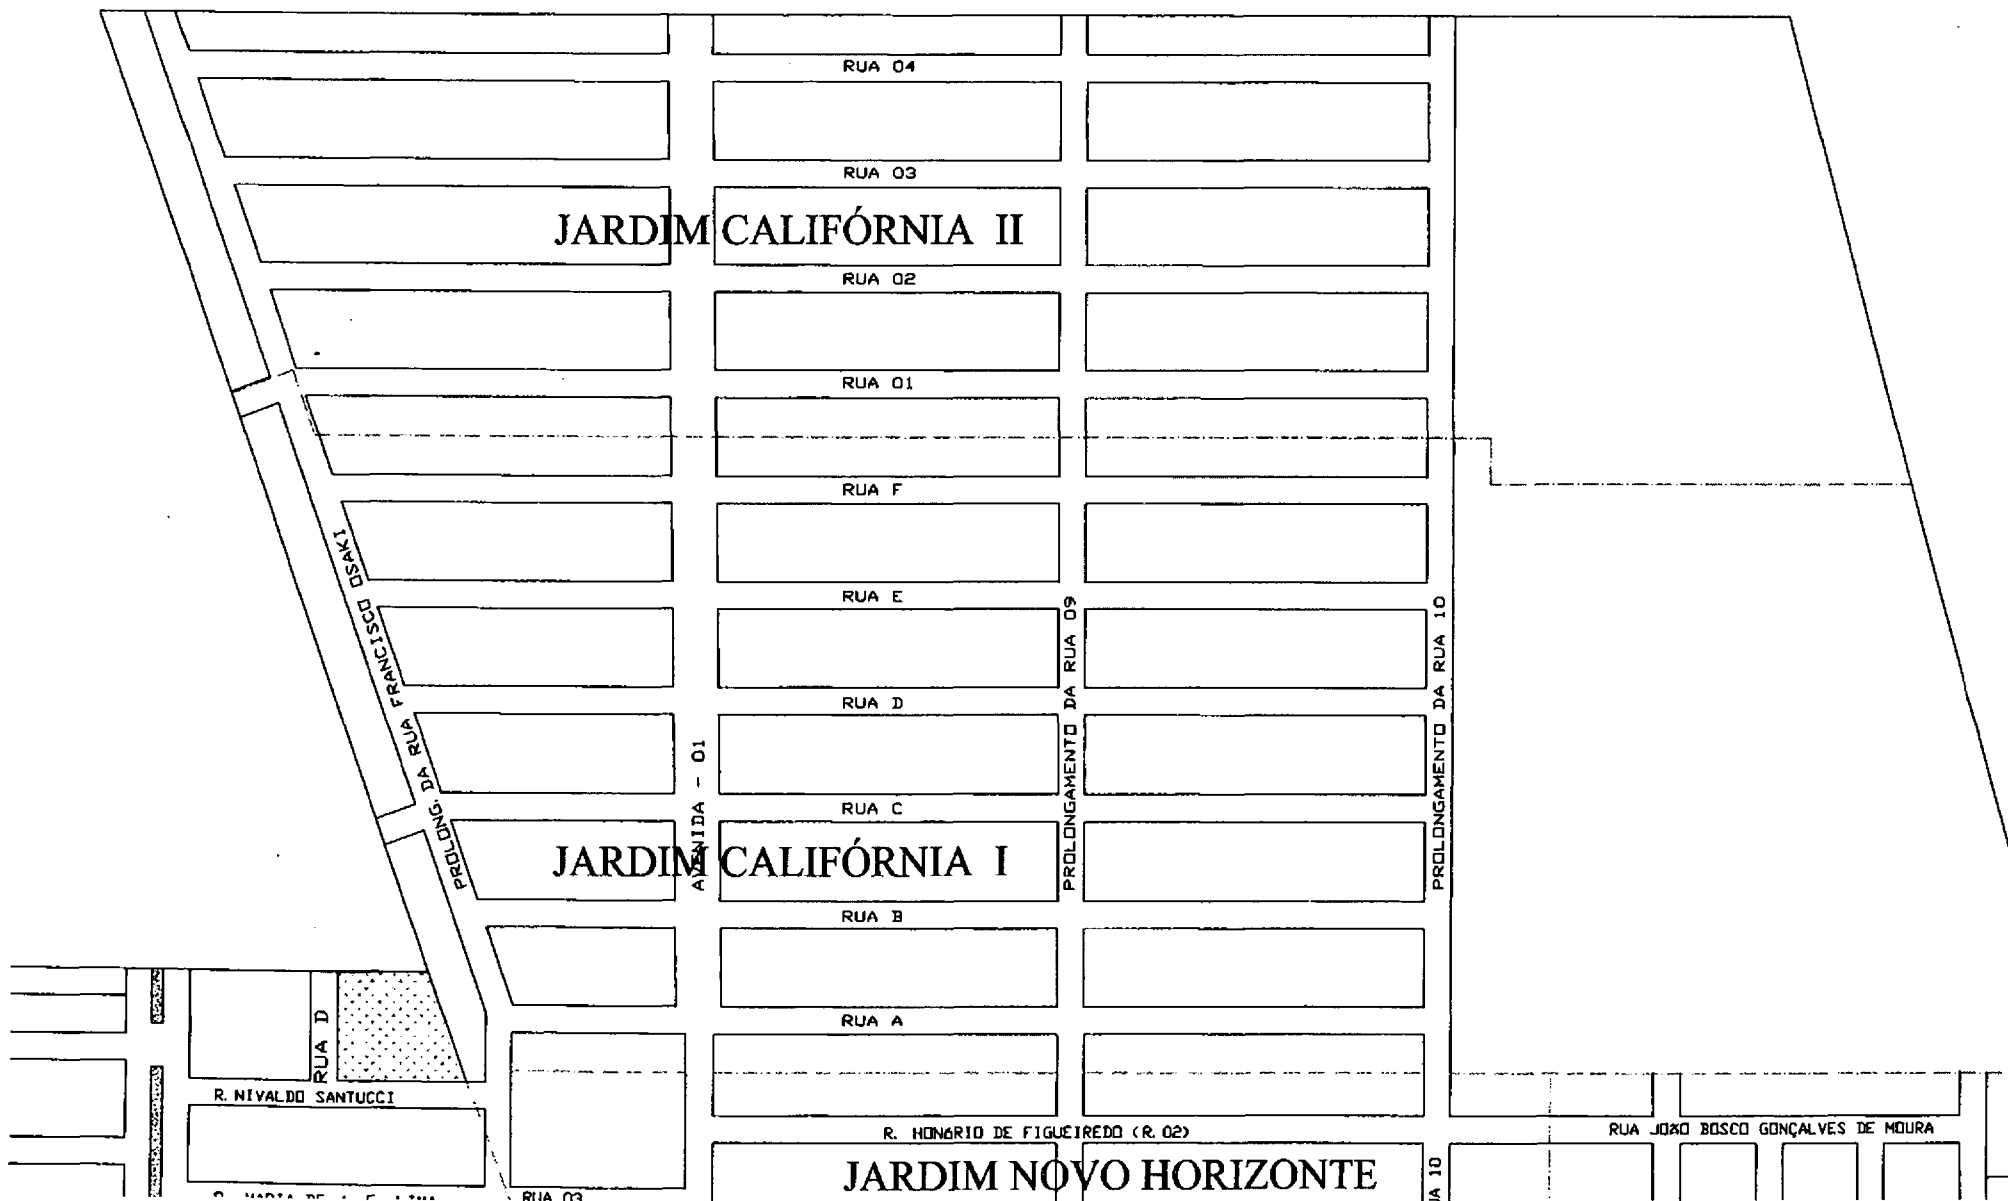 RUA 04
RUA 03
JARDIM CALIFÓRNIA II
RUA 02
RUA 01
RUA F
PROLONG. DA RUA FRANCISCO OSAKI
RUA E
PROLONGAMENTO DA RUA 09
PROLONGAMENTO DA RUA 10
RUA D
AVENIDA - 01
RUA C
JARDIM CALIFÓRNIA I
RUA B
RUA A
RUA D
R. NIVALDO SANTUCCI
R. HONÓRIO DE FIGUEIREDO (R. 02)
RUA JOÃO BOSCO GONÇALVES DE MOURA
JARDIM NOVO HORIZONTE
10
RUA 03